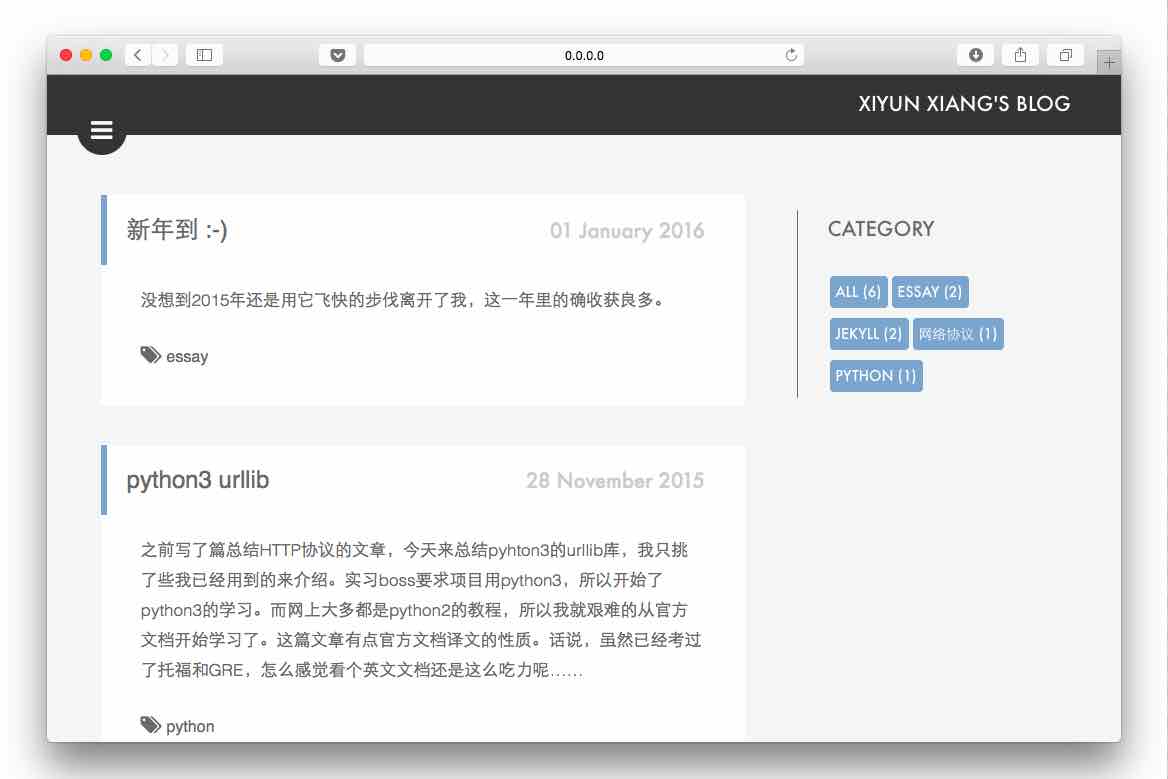 0.0.0.0
XIYUN XIANG'S BLOG
新年到 :-)
01 January 2016
没想到2015年还是用它飞快的步伐离开了我，这一年里的确收获良多。
essay
python3 urllib
28 November 2015
之前写了篇总结HTTP协议的文章，今天来总结pyhton3的urllib库，我只挑
了些我已经用到的来介绍。实习boss要求项目用python3，所以开始了
python3的学习。而网上大多都是python2的教程，所以我就艰难的从官方
文档开始学习了。这篇文章有点官方文档译文的性质。话说，虽然已经考过
了托福和GRE，怎么感觉看个英文文档还是这么吃力呢……
python
CATEGORY
ALL (6) ESSAY (2)
JEKYLL (2) 网络协议 (1)
PYTHON (1)